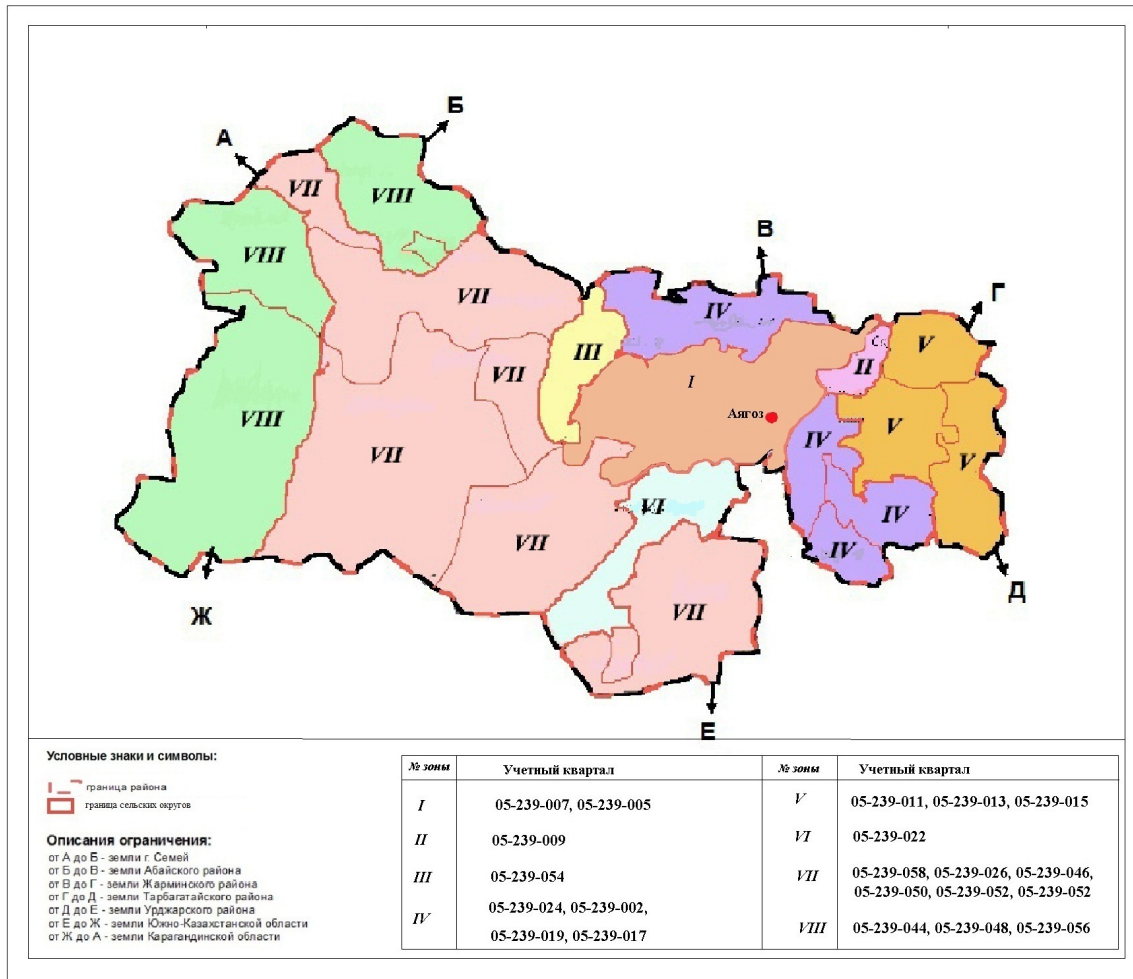 Б
А
VII
VIII
VIII
В
VII
Г
IV
V
III
VII
II
I
Аягоз
VIII
IV
V
VII
V
VI
IV
VII
IV
Д
Ж
VII
Е
Условные знаки и символы:
граница района
граница сельских округов
Описания ограничения:
от А до Б - земли г. Семей
от Б до В - земли Абайского района
от В до Г - земли Жарминского района
от Г до Д - земли Тарбагатайского района
от Д до Е - земли Урджарского района
от Е до Ж - земли Южно-Казахстанской области
от Ж до А - земли Карагандинской области
№ зоны Учетный квартал
I 05-239-007, 05-239-005
II 05-239-009
III 05-239-054
IV 05-239-024, 05-239-002,
05-239-019, 05-239-017
№ зоны Учетный квартал
V 05-239-011, 05-239-013, 05-239-015
VI 05-239-022
VII 05-239-058, 05-239-026, 05-239-046,
05-239-050, 05-239-052, 05-239-052
VIII 05-239-044, 05-239-048, 05-239-056